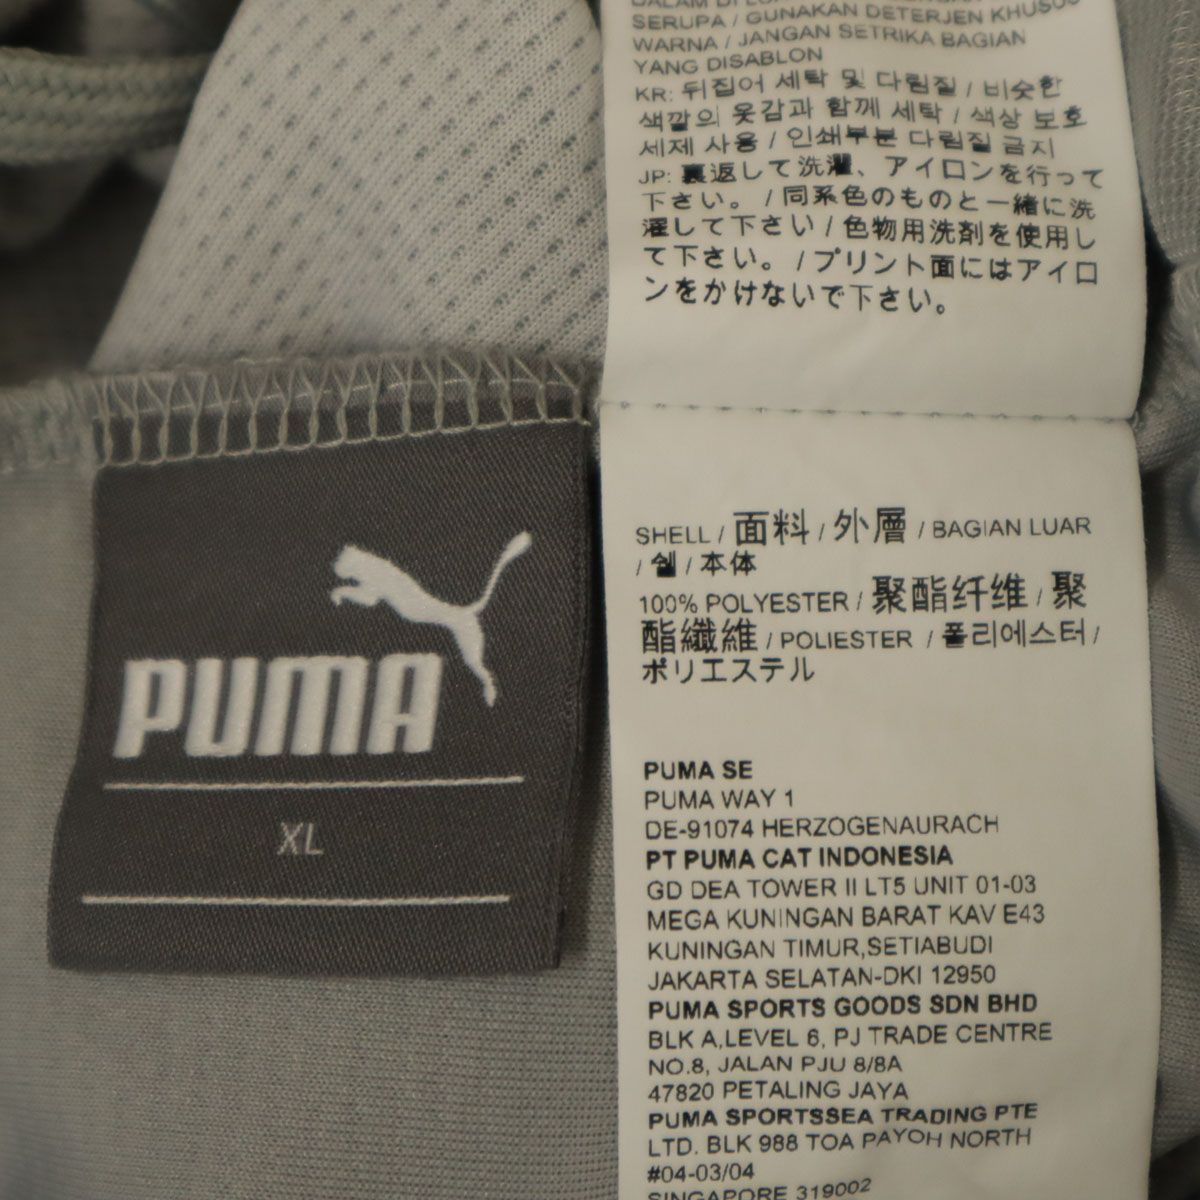 DALAM DI
SERUPA / GUNAKAN DETERJEN KHUSUS
WARNA / JANGAN SETRIKA BAGIAN
YANG DISABLON
KR: 뒤집어 세탁 및 다림질 / 비슷한
색깔의 옷감과 함께 세탁 / 색상 보호
세제 사용 / 인쇄부분 다림질 금지
JP: 裏返して洗濯、アイロンを行って
下さい。/ 同系色のものと一緒に洗
濯して下さい / 色物用洗剤を使用し
て下さい。/ プリント面にはアイロ
ンをかけないで下さい。
PUMA
XL
SHELL / 面料 / 外層 / BAGIAN LUAR
/ 쉘 / 本体
100% POLYESTER / 聚酯纤维 / 聚
酯纖維 / POLIESTER / 폴리에스터 /
ポリエステル
PUMA SE
PUMA WAY 1
DE-91074 HERZOGENAURACH
PT PUMA CAT INDONESIA
GD DEA TOWER II LT5 UNIT 01-03
MEGA KUNINGAN BARAT KAV E43
KUNINGAN TIMUR,SETIABUDI
JAKARTA SELATAN-DKI 12950
PUMA SPORTS GOODS SDN BHD
BLK A,LEVEL 6, PJ TRADE CENTRE
NO.8, JALAN PJU 8/8A
47820 PETALING JAYA
PUMA SPORTSSEA TRADING PTE
LTD. BLK 988 TOA PAYOH NORTH
#04-03/04
SINGAPORE 319002